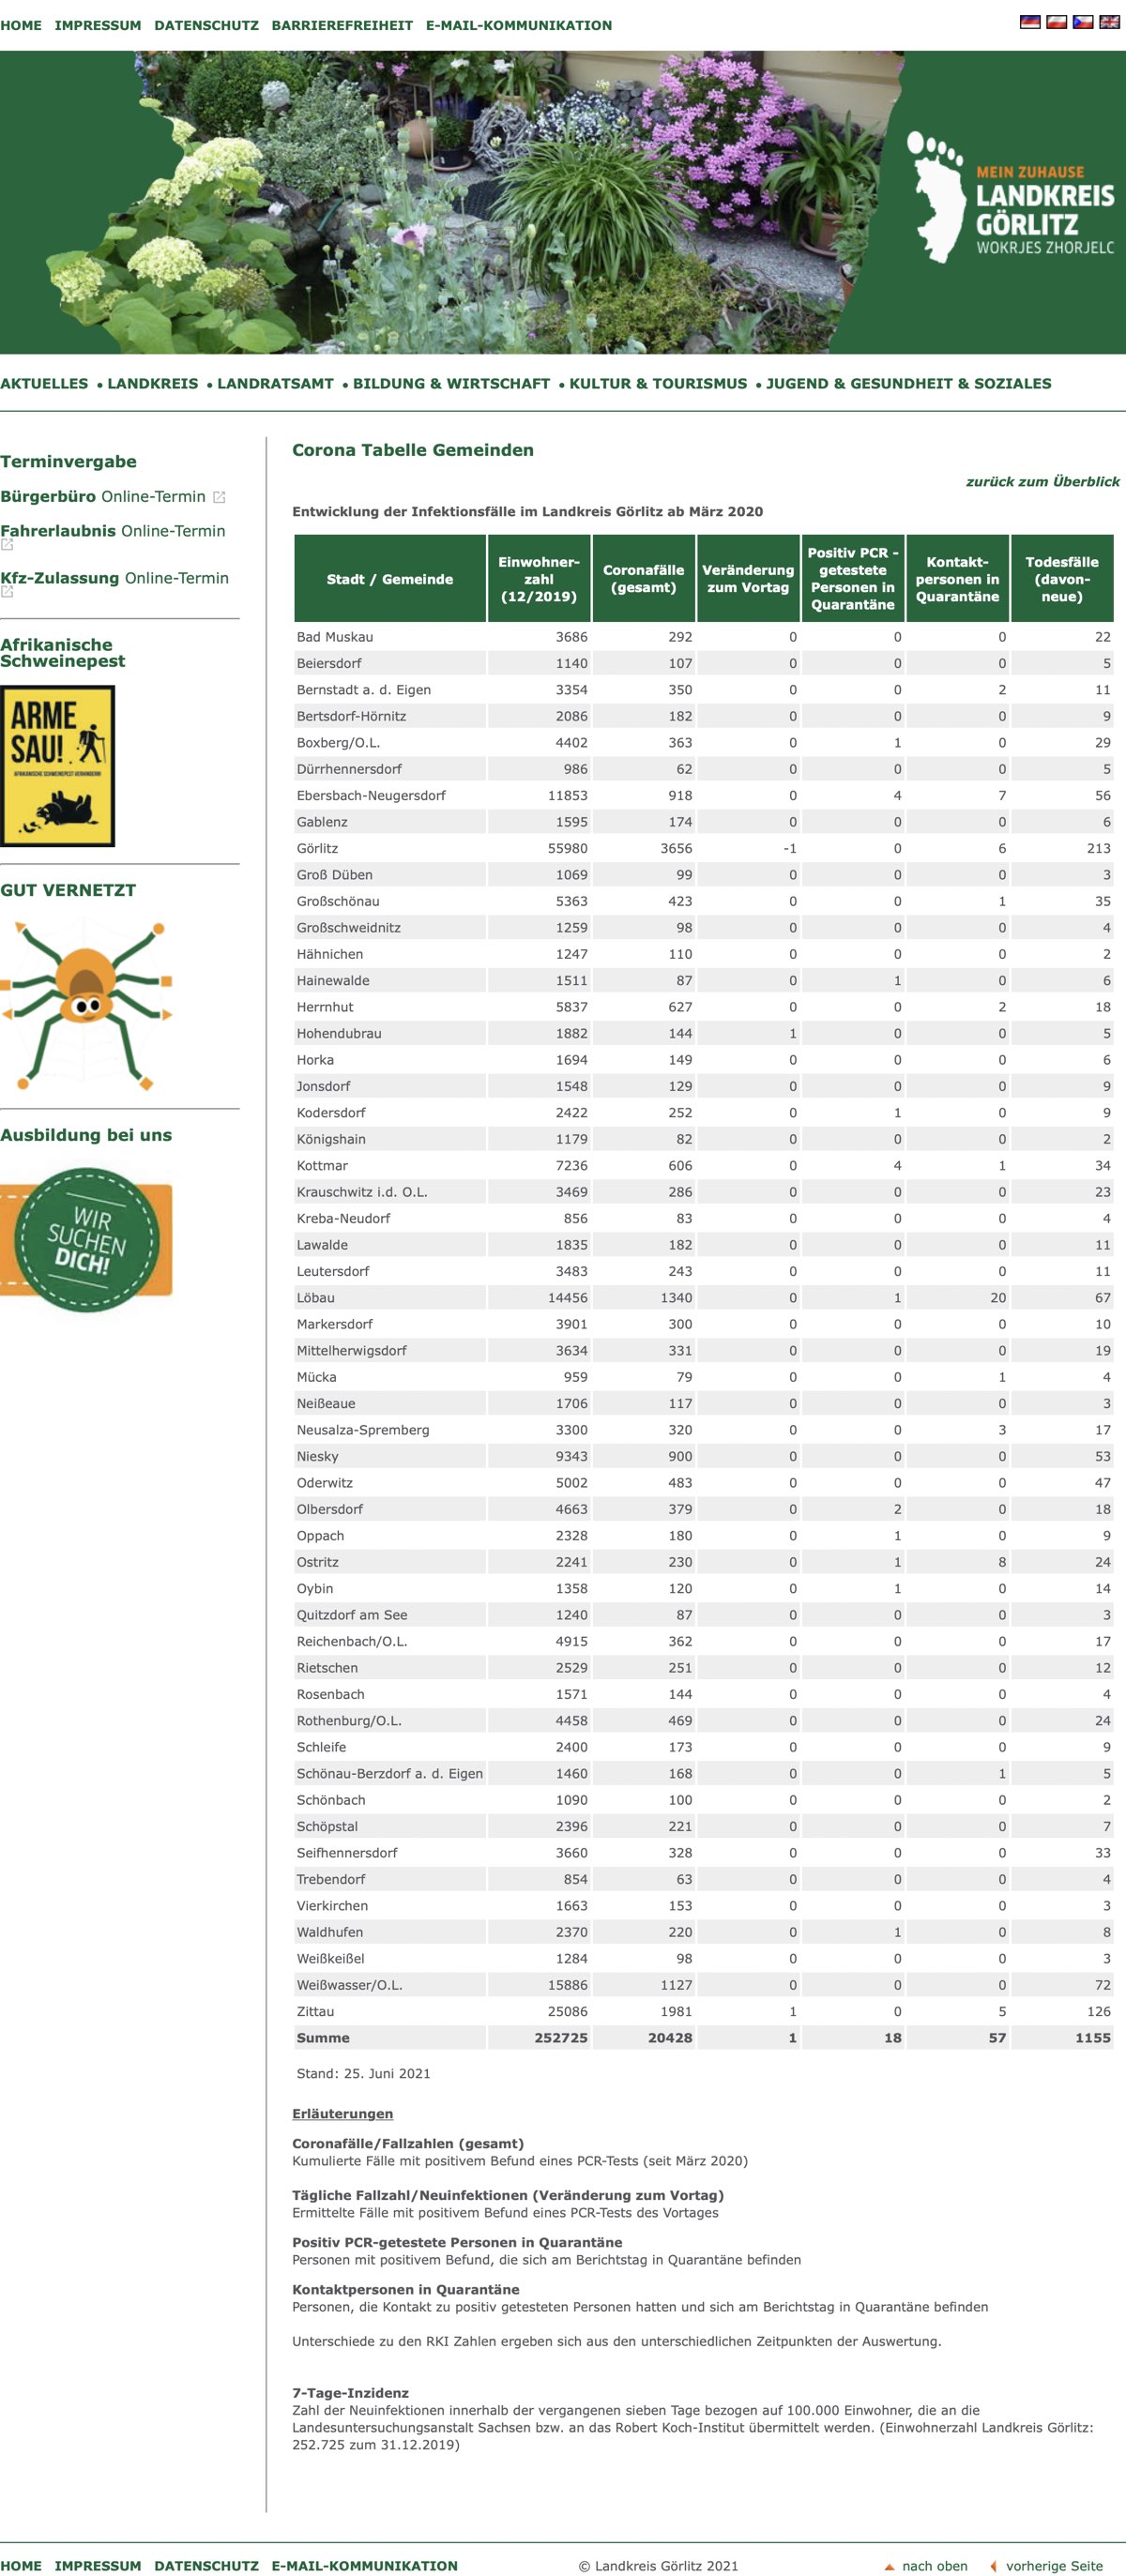 HOME IMPRESSUM DATENSCHUTZ BARRIEREFREIHEIT E-MAIL-KOMMUNIKATION
MEIN ZUHAUSE
LANDKREIS
GÖRLITZ
WOKRJES ZHORJELC
AKTUELLES • LANDKREIS • LANDRATSAMT • BILDUNG & WIRTSCHAFT • KULTUR & TOURISMUS • JUGEND & GESUNDHEIT & SOZIALES
Terminvergabe
Bürgerbüro Online-Termin
Fahrerlaubnis Online-Termin
Kfz-Zulassung Online-Termin
Afrikanische
Schweinepest
ARME
SAU!
AFRIKANISCHE SCHWEINEPEST VERHINDERN!
GUT VERNETZT
Ausbildung bei uns
WIR
SUCHEN
DICH!
Corona Tabelle Gemeinden
zurück zum Überblick
Entwicklung der Infektionsfälle im Landkreis Görlitz ab März 2020
Stadt / Gemeinde Einwohner-zahl (12/2019) Coronafälle (gesamt) Veränderung zum Vortag Positiv PCR - getestete Personen in Quarantäne Kontakt-personen in Quarantäne Todesfälle (davon-neue)
Bad Muskau 3686 292 0 0 0 22
Beiersdorf 1140 107 0 0 0 5
Bernstadt a. d. Eigen 3354 350 0 0 2 11
Bertsdorf-Hörnitz 2086 182 0 0 0 9
Boxberg/O.L. 4402 363 0 1 0 29
Dürrhennersdorf 986 62 0 0 0 5
Ebersbach-Neugersdorf 11853 918 0 4 7 56
Gablenz 1595 174 0 0 0 6
Görlitz 55980 3656 -1 0 6 213
Groß Düben 1069 99 0 0 0 3
Großschönau 5363 423 0 0 1 35
Großschweidnitz 1259 98 0 0 0 4
Hähnichen 1247 110 0 0 0 2
Hainewalde 1511 87 0 1 0 6
Herrnhut 5837 627 0 0 2 18
Hohendubrau 1882 144 1 0 0 5
Horka 1694 149 0 0 0 6
Jonsdorf 1548 129 0 0 0 9
Kodersdorf 2422 252 0 1 0 9
Königshain 1179 82 0 0 0 2
Kottmar 7236 606 0 4 1 34
Krauschwitz i.d. O.L. 3469 286 0 0 0 23
Kreba-Neudorf 856 83 0 0 0 4
Lawalde 1835 182 0 0 0 11
Leutersdorf 3483 243 0 0 0 11
Löbau 14456 1340 0 1 20 67
Markersdorf 3901 300 0 0 0 10
Mittelherwigsdorf 3634 331 0 0 0 19
Mücka 959 79 0 0 1 4
Neißeaue 1706 117 0 0 0 3
Neusalza-Spremberg 3300 320 0 0 3 17
Niesky 9343 900 0 0 0 53
Oderwitz 5002 483 0 0 0 47
Olbersdorf 4663 379 0 2 0 18
Oppach 2328 180 0 1 0 9
Ostritz 2241 230 0 1 8 24
Oybin 1358 120 0 1 0 14
Quitzdorf am See 1240 87 0 0 0 3
Reichenbach/O.L. 4915 362 0 0 0 17
Rietschen 2529 251 0 0 0 12
Rosenbach 1571 144 0 0 0 4
Rothenburg/O.L. 4458 469 0 0 0 24
Schleife 2400 173 0 0 0 9
Schönau-Berzdorf a. d. Eigen 1460 168 0 0 1 5
Schönbach 1090 100 0 0 0 2
Schöpstal 2396 221 0 0 0 7
Seifhennersdorf 3660 328 0 0 0 33
Trebendorf 854 63 0 0 0 4
Vierkirchen 1663 153 0 0 0 3
Waldhufen 2370 220 0 1 0 8
Weißkeißel 1284 98 0 0 0 3
Weißwasser/O.L. 15886 1127 0 0 0 72
Zittau 25086 1981 1 0 5 126
Summe 252725 20428 1 18 57 1155
Stand: 25. Juni 2021
Erläuterungen
Coronafälle/Fallzahlen (gesamt)
Kumulierte Fälle mit positivem Befund eines PCR-Tests (seit März 2020)
Tägliche Fallzahl/Neuinfektionen (Veränderung zum Vortag)
Ermittelte Fälle mit positivem Befund eines PCR-Tests des Vortages
Positiv PCR-getestete Personen in Quarantäne
Personen mit positivem Befund, die sich am Berichtstag in Quarantäne befinden
Kontaktpersonen in Quarantäne
Personen, die Kontakt zu positiv getesteten Personen hatten und sich am Berichtstag in Quarantäne befinden
Unterschiede zu den RKI Zahlen ergeben sich aus den unterschiedlichen Zeitpunkten der Auswertung.
7-Tage-Inzidenz
Zahl der Neuinfektionen innerhalb der vergangenen sieben Tage bezogen auf 100.000 Einwohner, die an die
Landesuntersuchungsanstalt Sachsen bzw. an das Robert Koch-Institut übermittelt werden. (Einwohnerzahl Landkreis Görlitz:
252.725 zum 31.12.2019)
HOME IMPRESSUM DATENSCHUTZ E-MAIL-KOMMUNIKATION © Landkreis Görlitz 2021 nach oben vorherige Seite